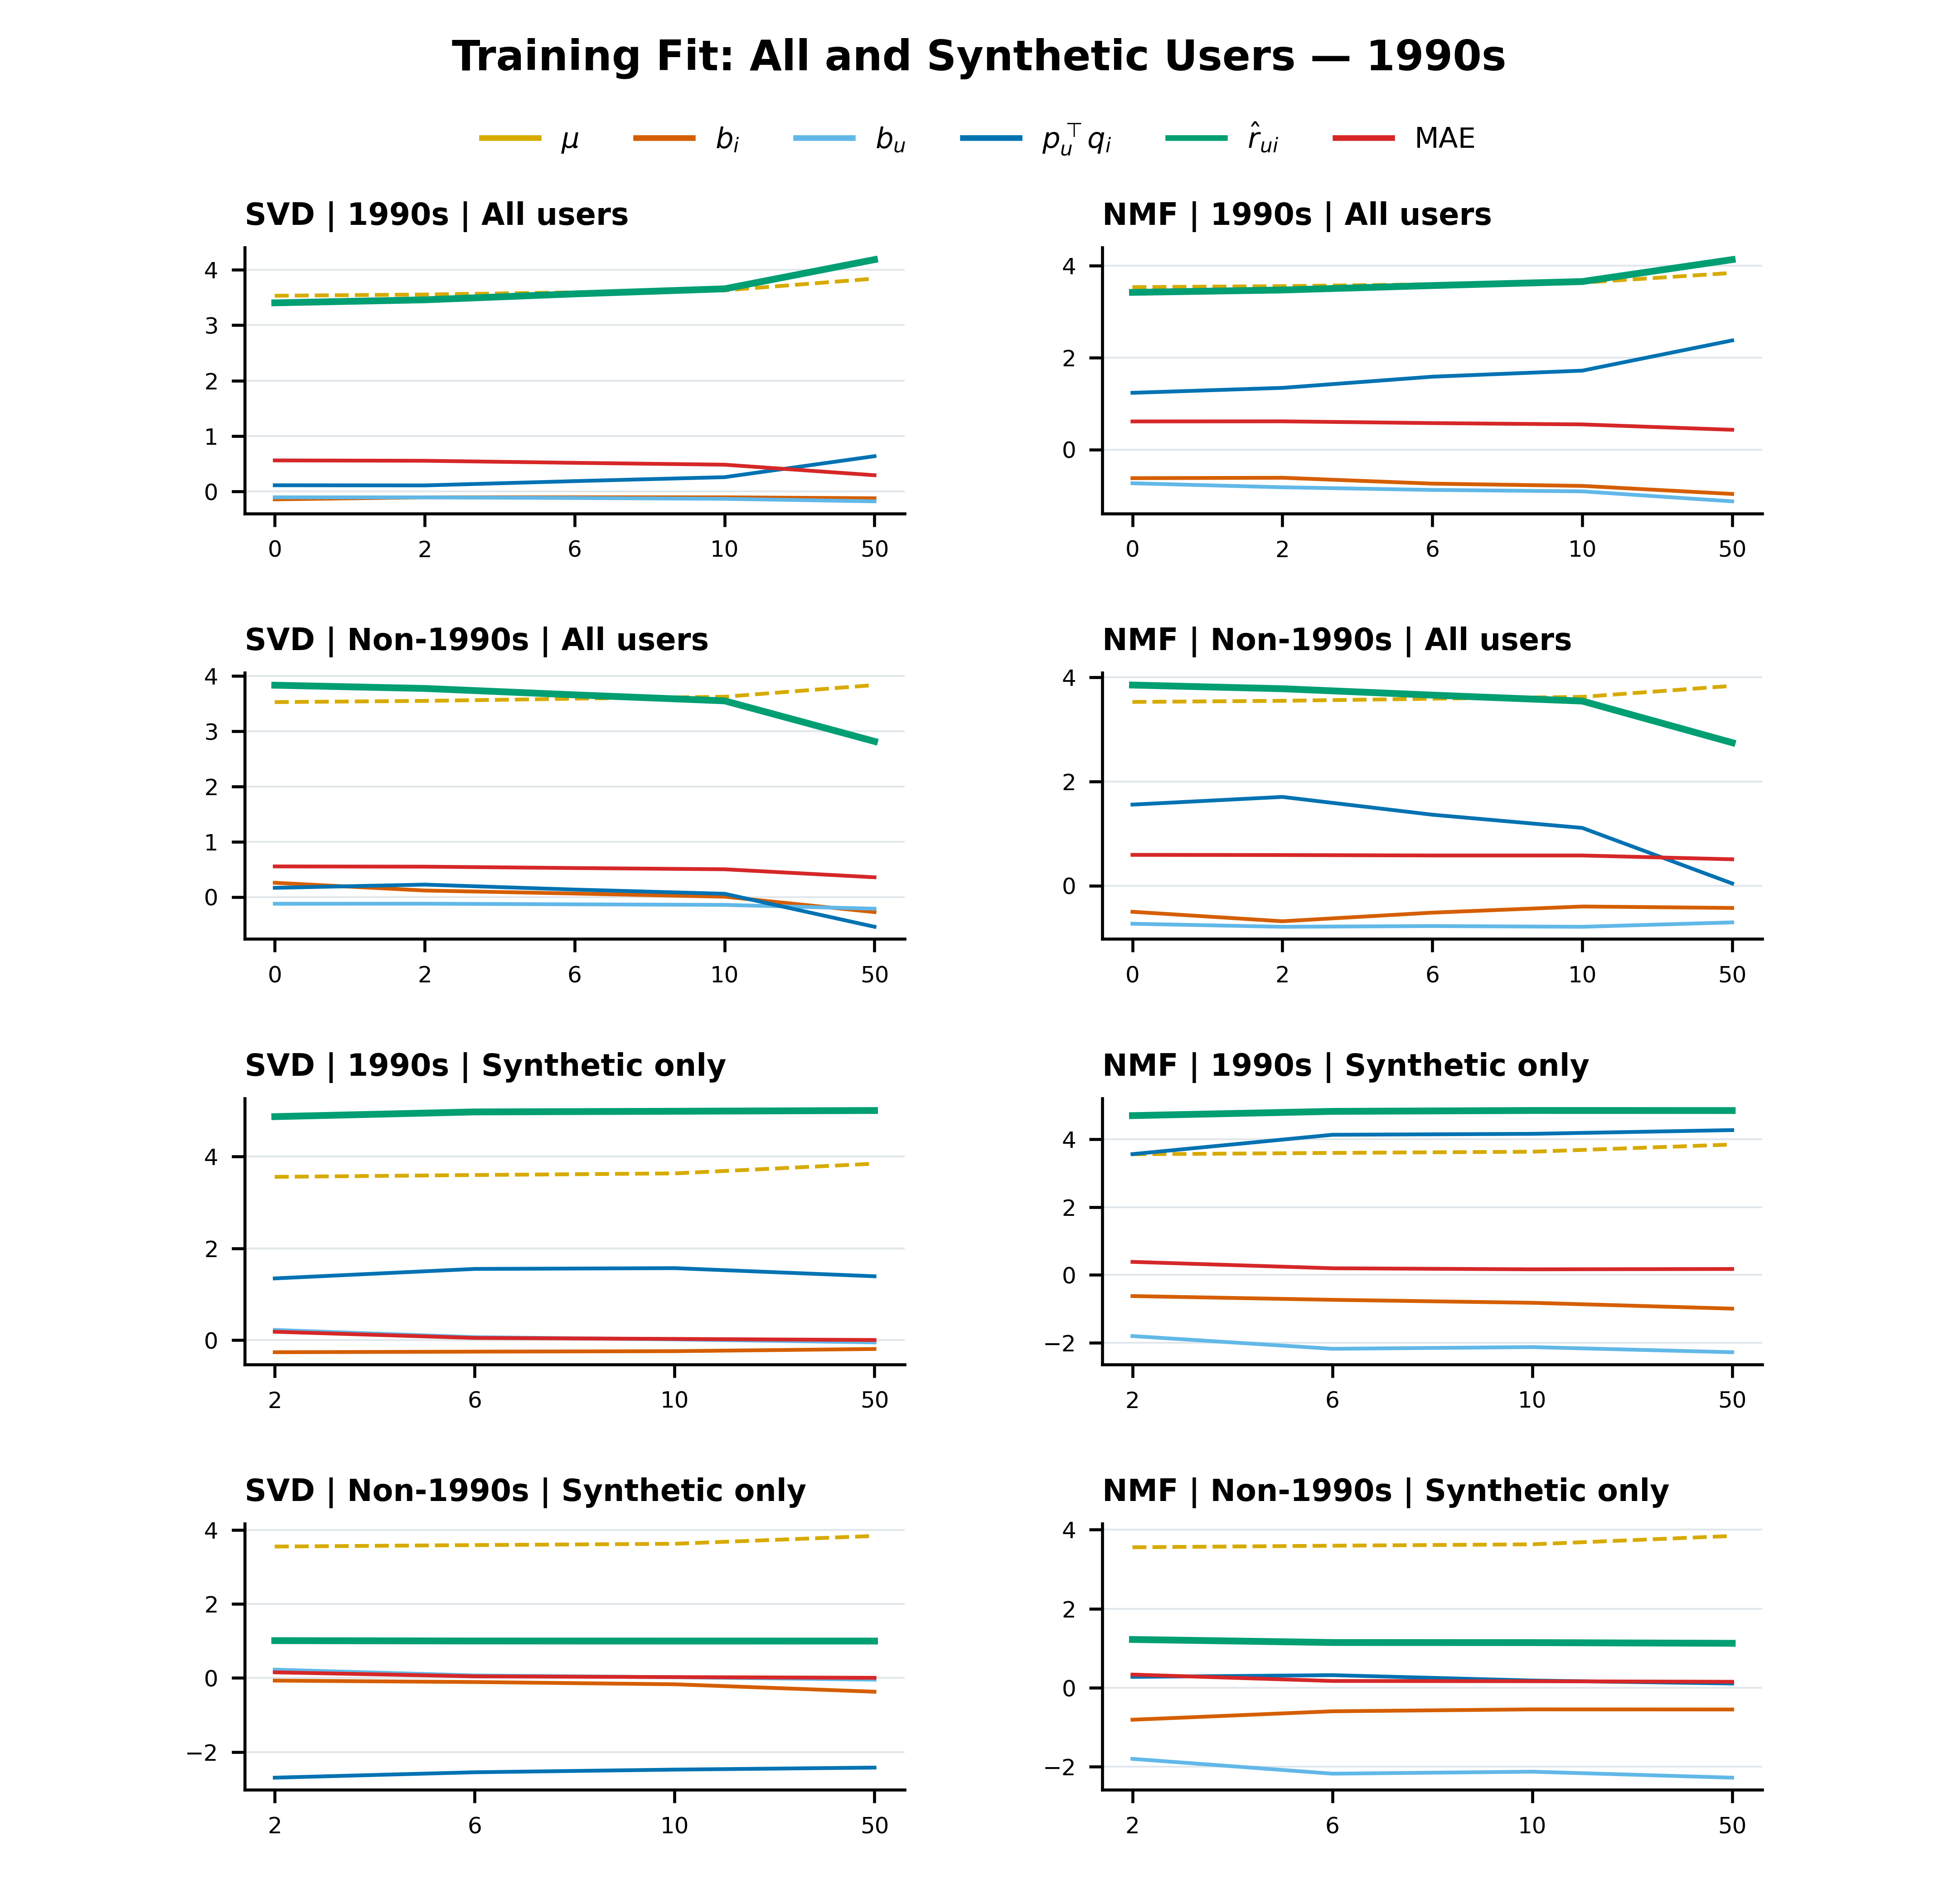 Training Fit: All and Synthetic Users — 1990s
μ b_i b_u p_u^⊤ q_i r̂_ui MAE
SVD | 1990s | All users
4
3
2
1
0
0 2 6 10 50
NMF | 1990s | All users
4
2
0
0 2 6 10 50
SVD | Non-1990s | All users
4
3
2
1
0
0 2 6 10 50
NMF | Non-1990s | All users
4
2
0
0 2 6 10 50
SVD | 1990s | Synthetic only
4
2
0
2 6 10 50
NMF | 1990s | Synthetic only
4
2
0
−2
2 6 10 50
SVD | Non-1990s | Synthetic only
4
2
0
−2
2 6 10 50
NMF | Non-1990s | Synthetic only
4
2
0
−2
2 6 10 50